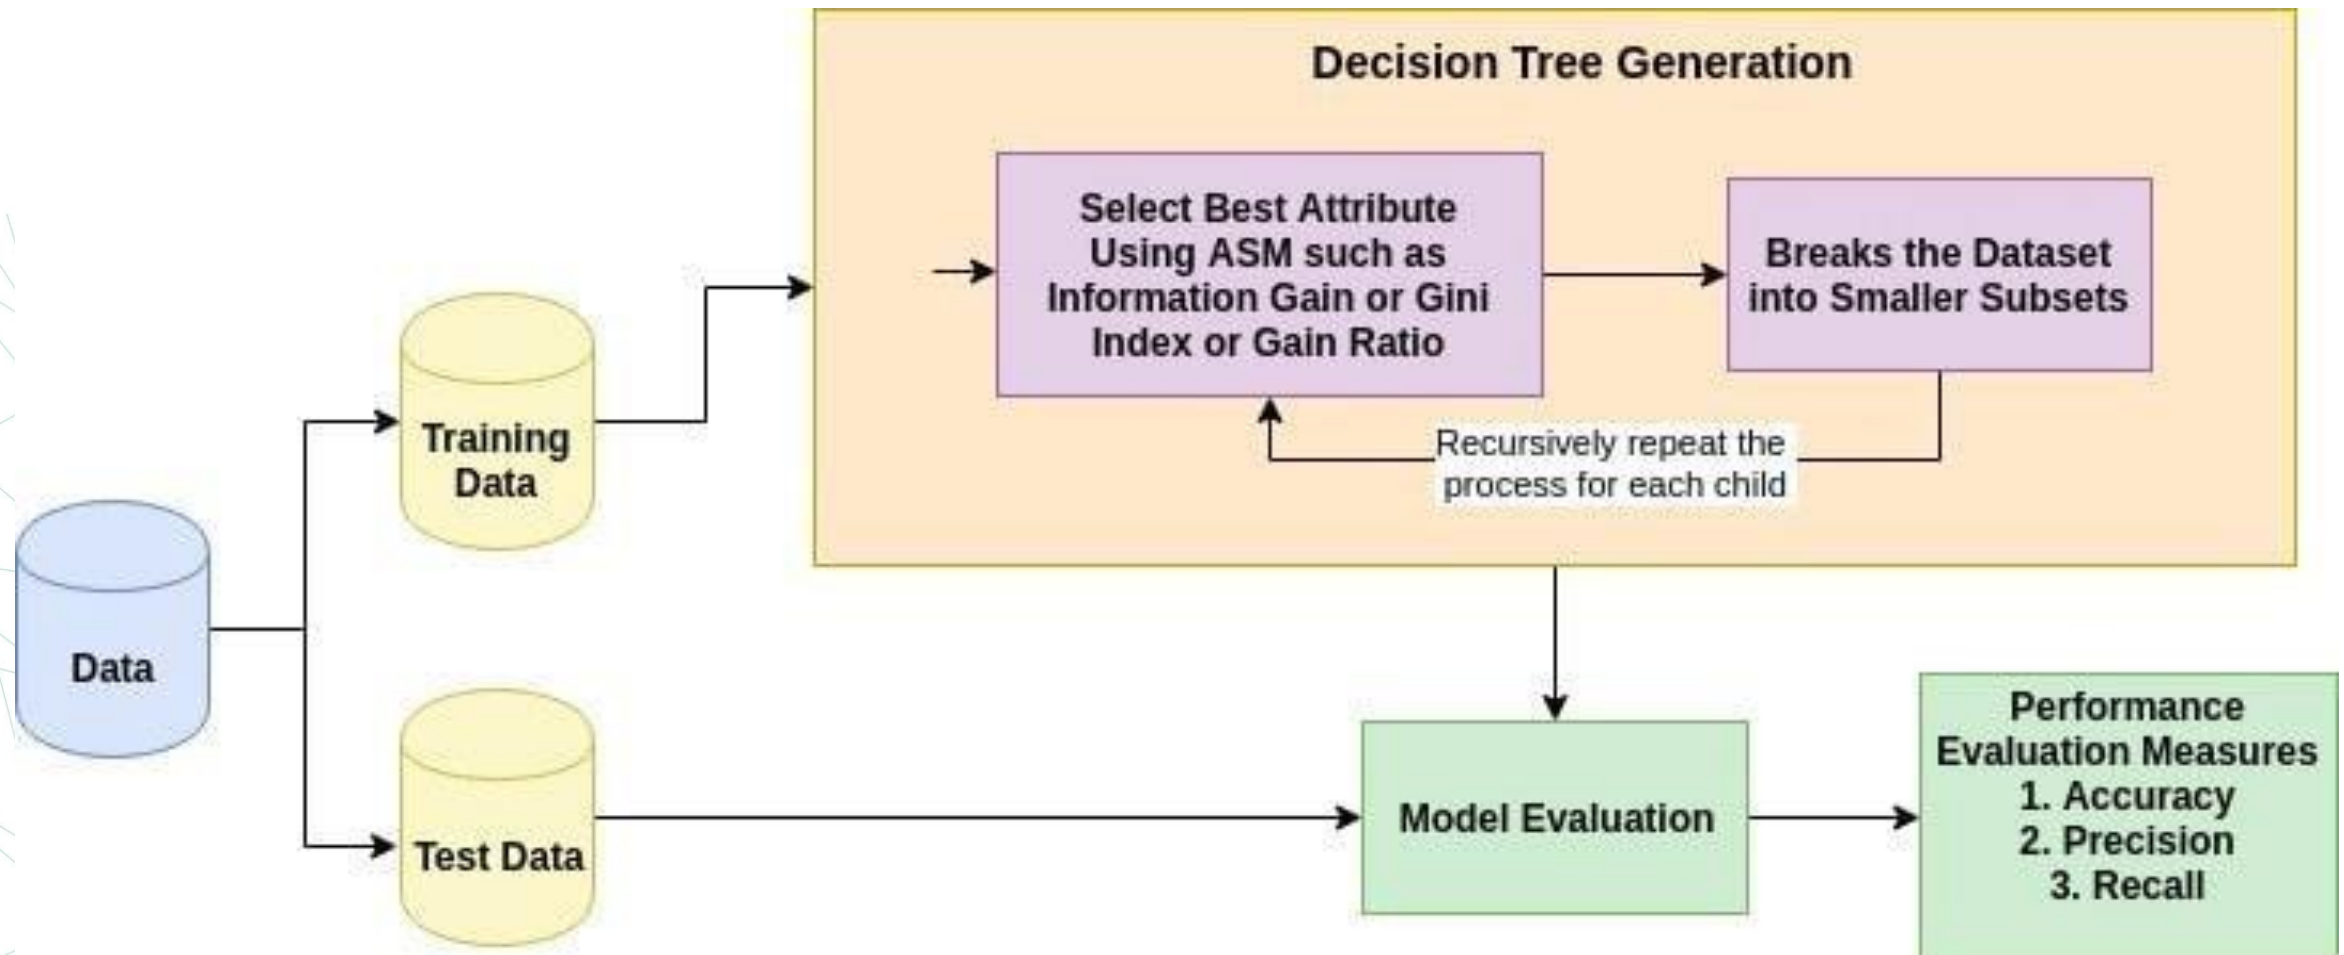 Decision Tree Generation
Select Best Attribute
Using ASM such as
Information Gain or Gini
Index or Gain Ratio
Breaks the Dataset
into Smaller Subsets
Recursively repeat the
process for each child
Training
Data
Data
Test Data
Model Evaluation
Performance
Evaluation Measures
1. Accuracy
2. Precision
3. Recall